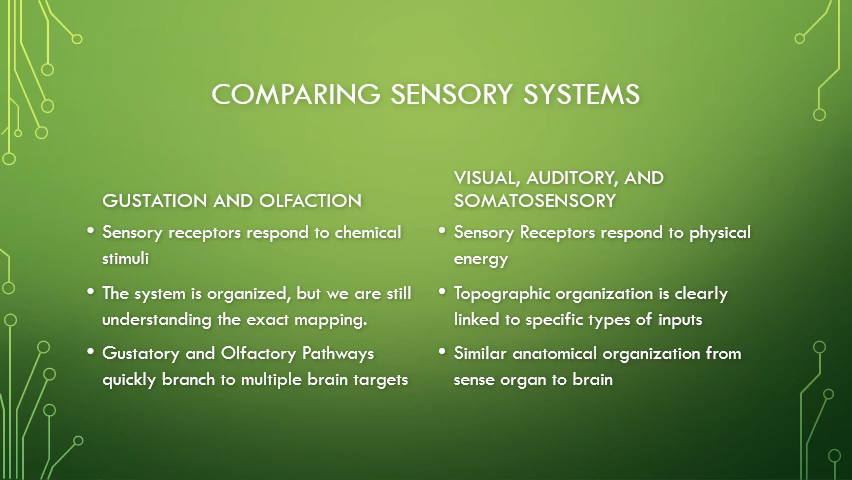 COMPARING SENSORY SYSTEMS
GUSTATION AND OLFACTION
• Sensory receptors respond to chemical
stimuli
• The system is organized, but we are still
understanding the exact mapping.
• Gustatory and Olfactory Pathways
quickly branch to multiple brain targets
VISUAL, AUDITORY, AND
SOMATOSENSORY
• Sensory Receptors respond to physical
energy
• Topographic organization is clearly
linked to specific types of inputs
• Similar anatomical organization from
sense organ to brain